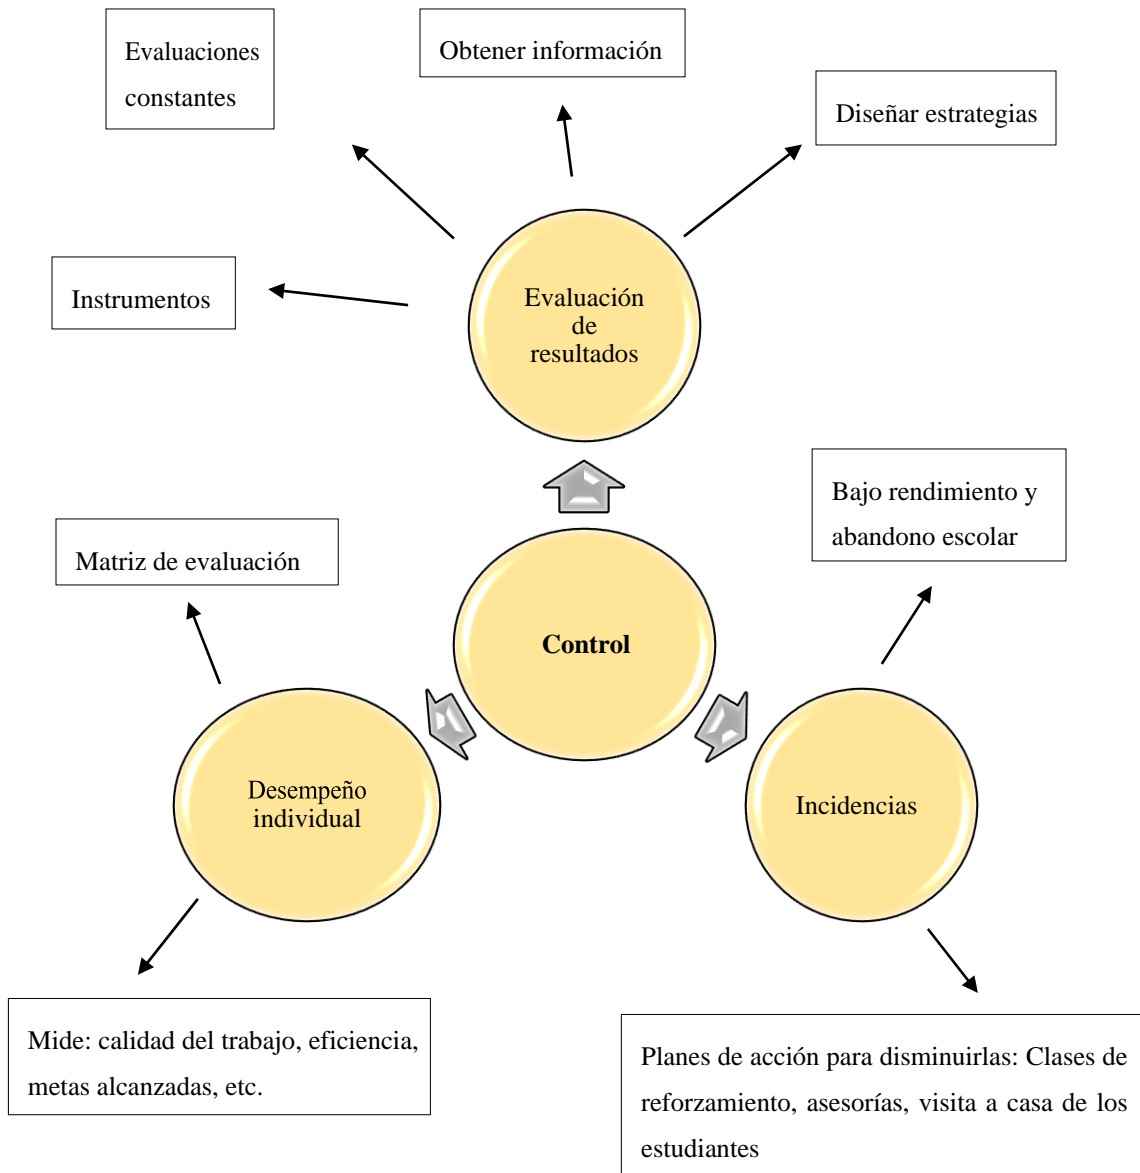 Evaluaciones
constantes
Obtener información
Diseñar estrategias
Instrumentos
Evaluación
de
resultados
Bajo rendimiento y
abandono escolar
Matriz de evaluación
Control
Desempeño
individual
Incidencias
Mide: calidad del trabajo, eficiencia,
metas alcanzadas, etc.
Planes de acción para disminuirlas: Clases de
reforzamiento, asesorías, visita a casa de los
estudiantes